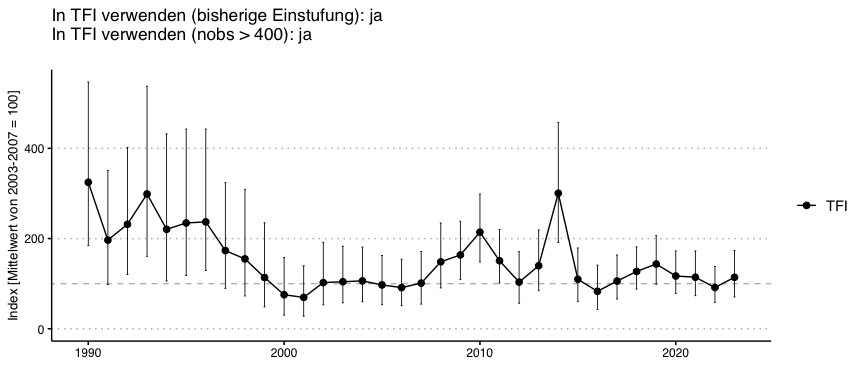 In TFI verwenden (bisherige Einstufung): ja
In TFI verwenden (nobs > 400): ja
Index [Mittelwert von 2003-2007 = 100]
400
200
0
1990
2000
2010
2020
TFI